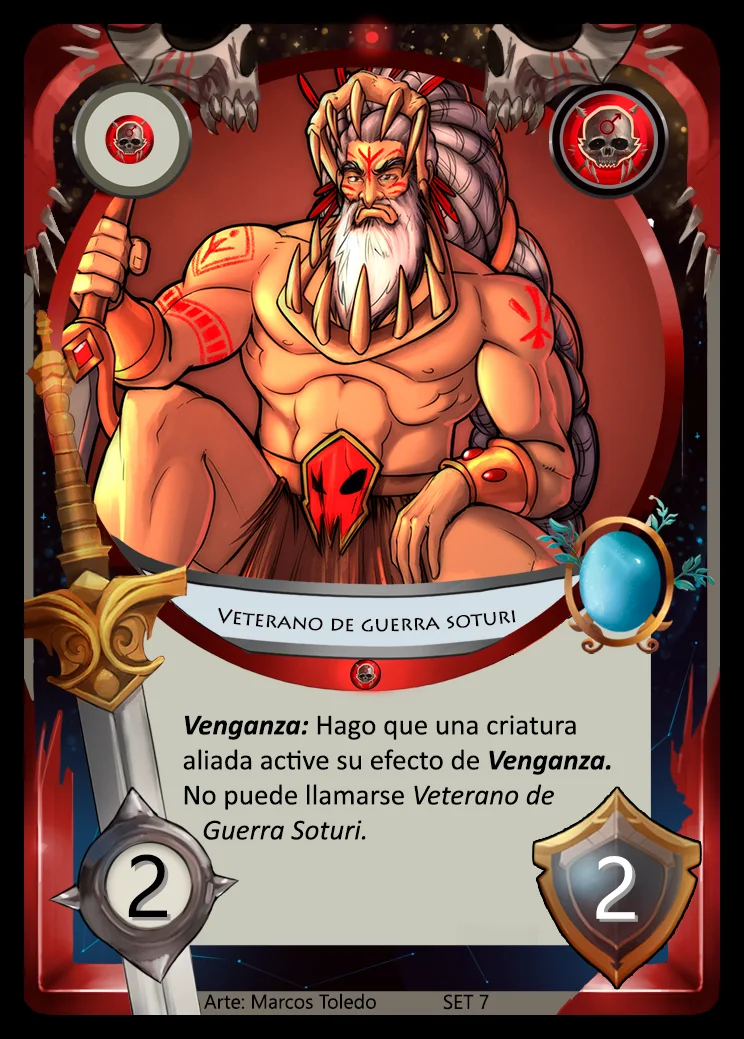 Veterano de guerra Soturi
Venganza: Hago que una criatura
aliada active su efecto de Venganza.
No puede llamarse Veterano de
Guerra Soturi.
2
2
Arte: Marcos Toledo SET 7